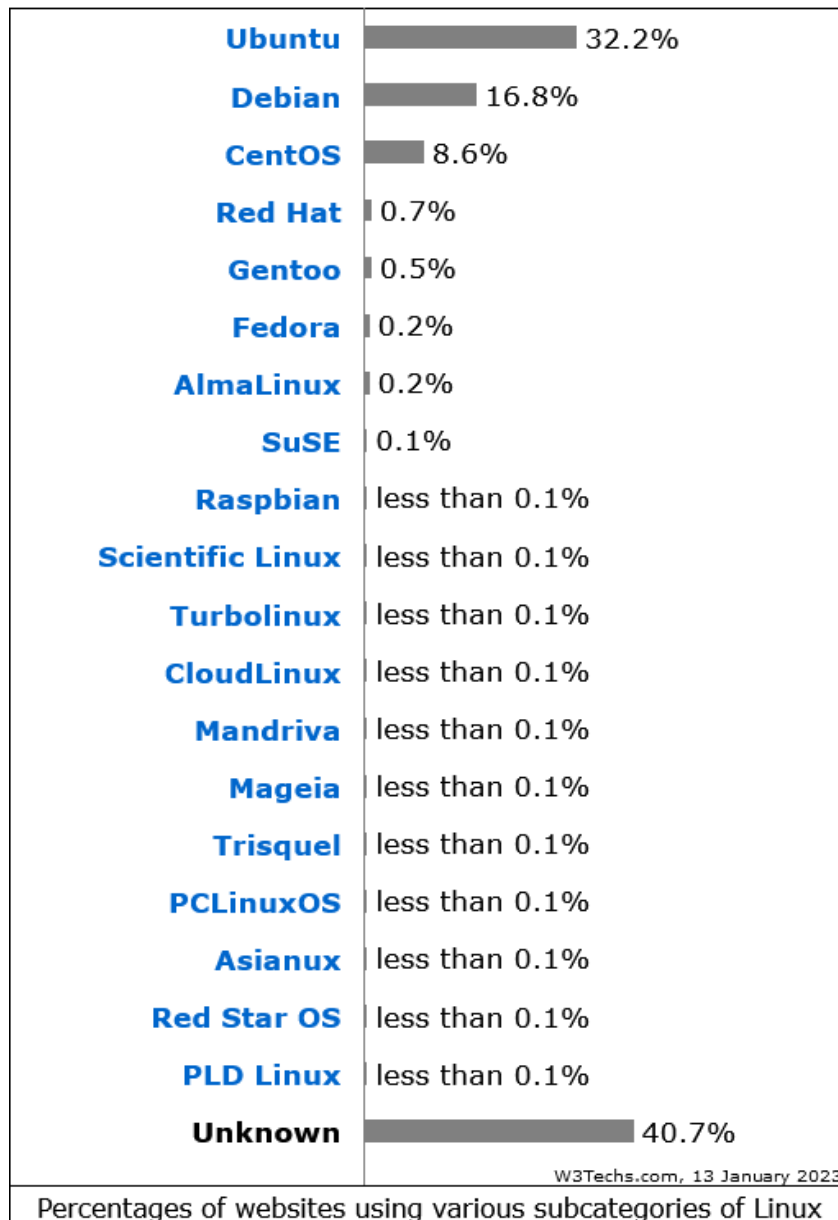 Ubuntu 32.2%
Debian 16.8%
CentOS 8.6%
Red Hat 0.7%
Gentoo 0.5%
Fedora 0.2%
AlmaLinux 0.2%
SuSE 0.1%
Raspbian less than 0.1%
Scientific Linux less than 0.1%
Turbolinux less than 0.1%
CloudLinux less than 0.1%
Mandriva less than 0.1%
Mageia less than 0.1%
Trisquel less than 0.1%
PCLinuxOS less than 0.1%
Asianux less than 0.1%
Red Star OS less than 0.1%
PLD Linux less than 0.1%
Unknown 40.7%
W3Techs.com, 13 January 2023
Percentages of websites using various subcategories of Linux